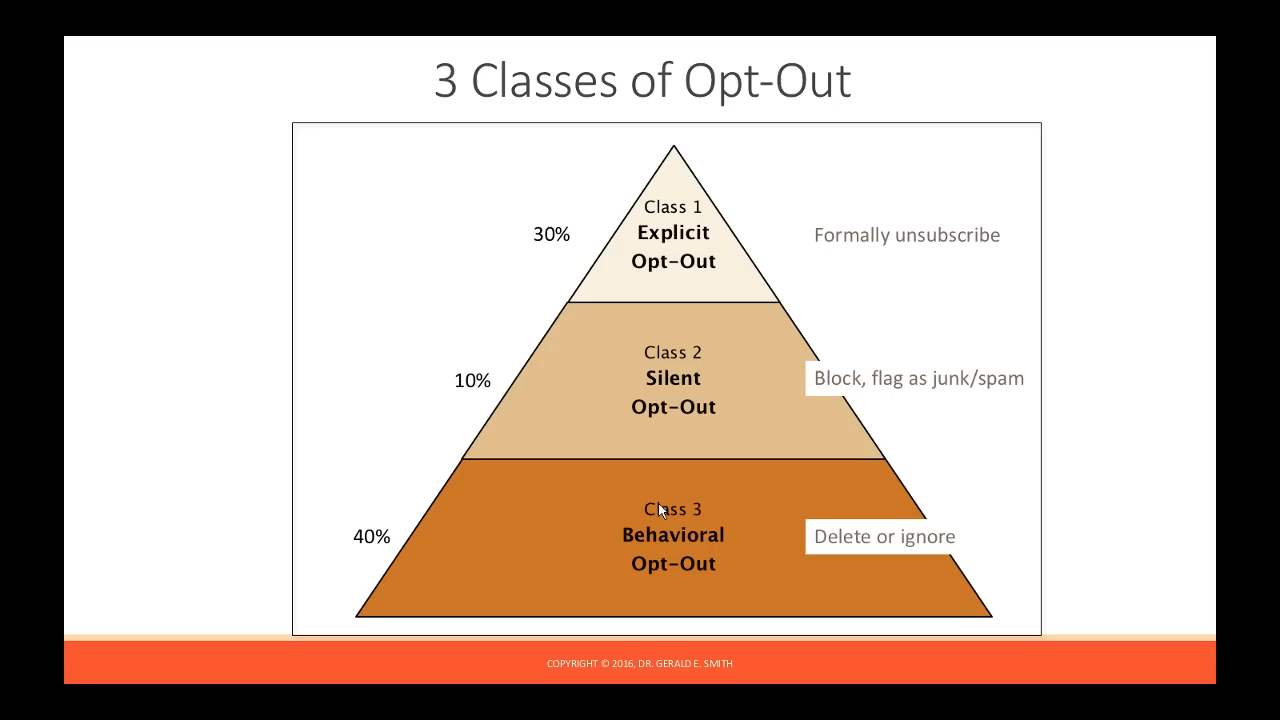 3 Classes of Opt-Out
Class 1
30%
Explicit
Formally unsubscribe
Opt-Out
Class 2
10%
Silent
Block, flag as junk/spam
Opt-Out
Class 3
40%
Behavioral
Delete or ignore
Opt-Out
COPYRIGHT © 2016, DR. GERALD E. SMITH